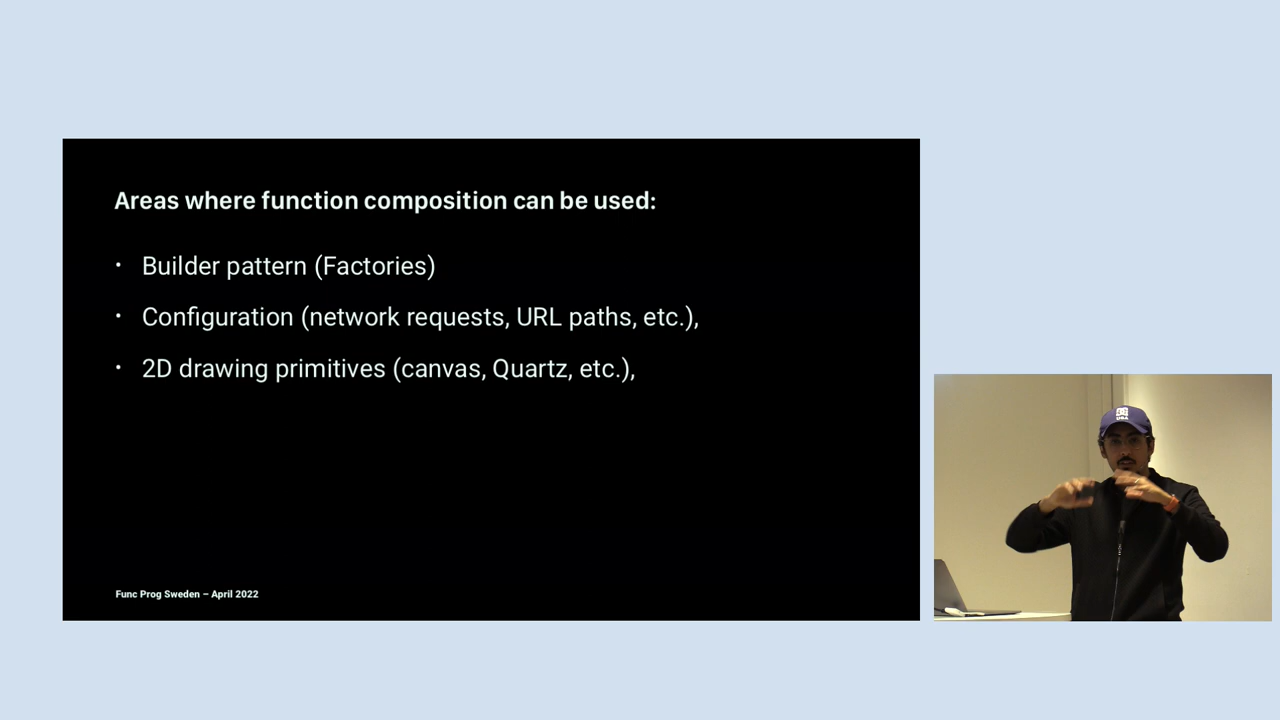 Areas where function composition can be used:
• Builder pattern (Factories)
• Configuration (network requests, URL paths, etc.),
• 2D drawing primitives (canvas, Quartz, etc.),
Func Prog Sweden – April 2022